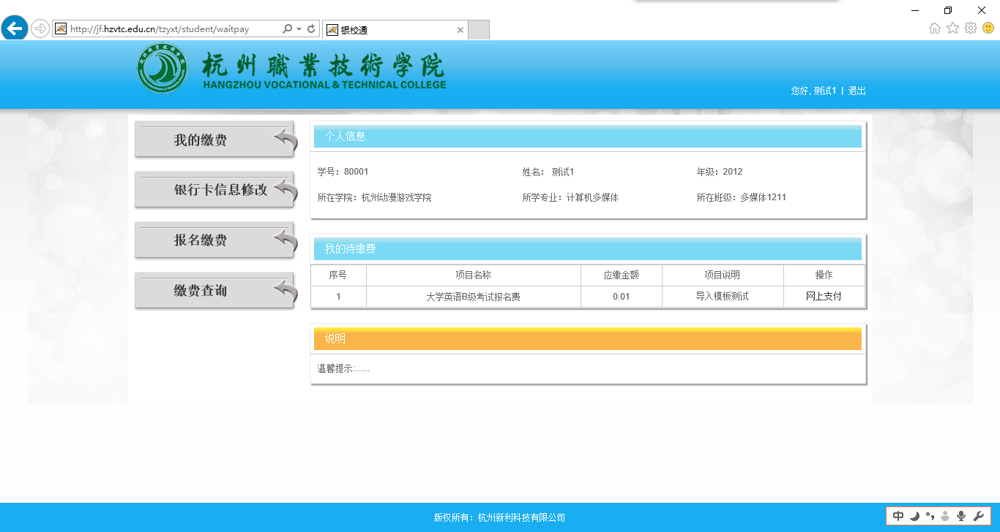 http://jf.hzvtc.edu.cn/tzyxt/student/waitpay
银校通
杭州職業技術學院
HANGZHOU VOCATIONAL & TECHNICAL COLLEGE
您好, 测试1 | 退出
我的缴费
银行卡信息修改
报名缴费
缴费查询
个人信息
学号：80001 姓名： 测试1 年级：2012
所在学院：杭州动漫游戏学院 所学专业：计算机多媒体 所在班级：多媒体1211
我的待缴费
序号 项目名称 应缴金额 项目说明 操作
1 大学英语B级考试报名费 0.01 导入模板测试 网上支付
说明
温馨提示:......
版权所有：杭州新利科技有限公司
中